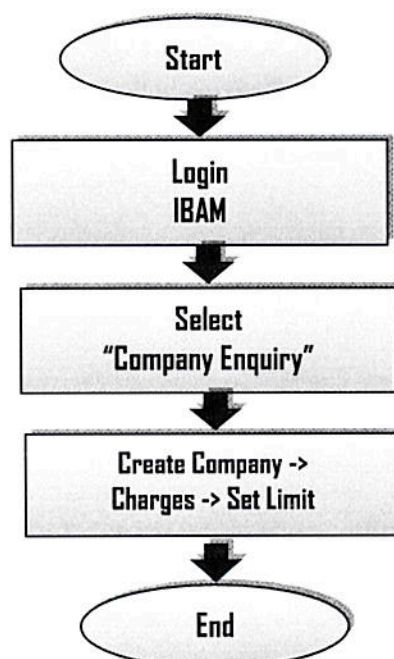 Start
Login
IBAM
Select
“Company Enquiry”
Create Company ->
Charges -> Set Limit
End